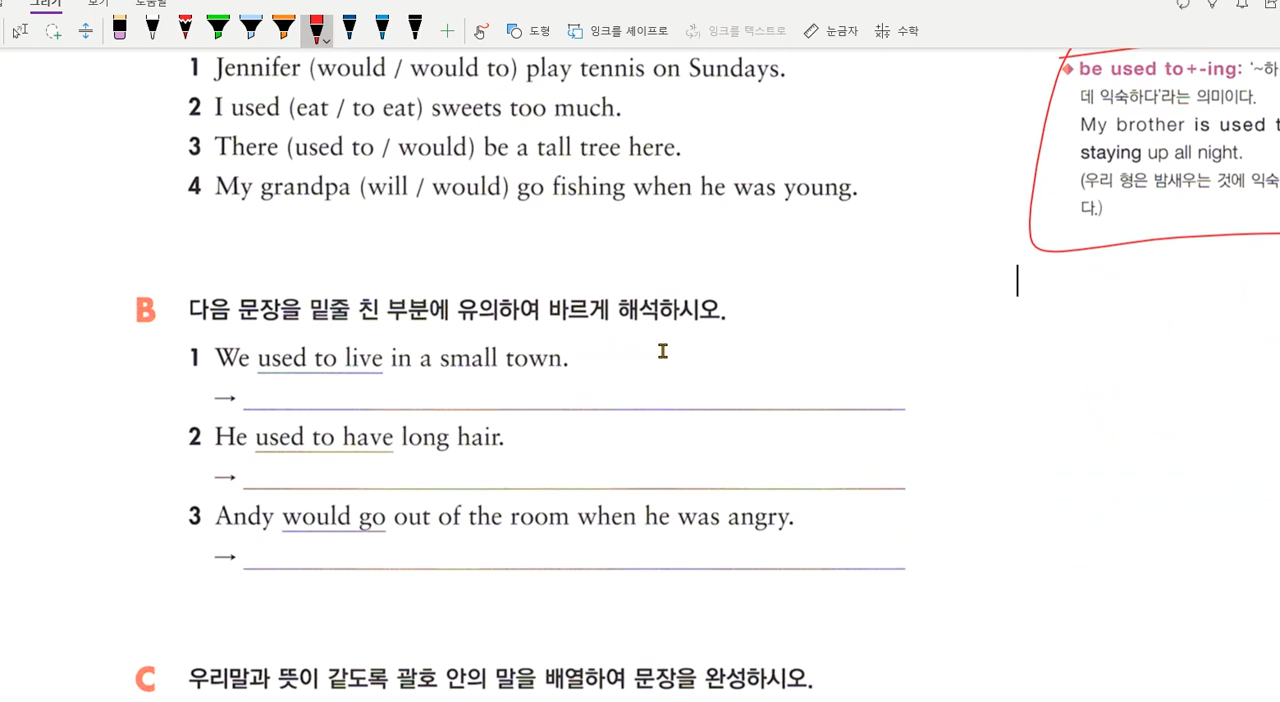 도형
잉크를 셰이프로
잉크를 텍스트로
눈금자
수학
1 Jennifer (would / would to) play tennis on Sundays.
2 I used (eat / to eat) sweets too much.
3 There (used to / would) be a tall tree here.
4 My grandpa (will / would) go fishing when he was young.
◆ be used to+-ing: ‘~하
데 익숙하다’라는 의미이다.
My brother is used t
staying up all night.
(우리 형은 밤새우는 것에 익숙
다.)
B 다음 문장을 밑줄 친 부분에 유의하여 바르게 해석하시오.
1 We used to live in a small town.
→
2 He used to have long hair.
→
3 Andy would go out of the room when he was angry.
→
C 우리말과 뜻이 같도록 괄호 안의 말을 배열하여 문장을 완성하시오.